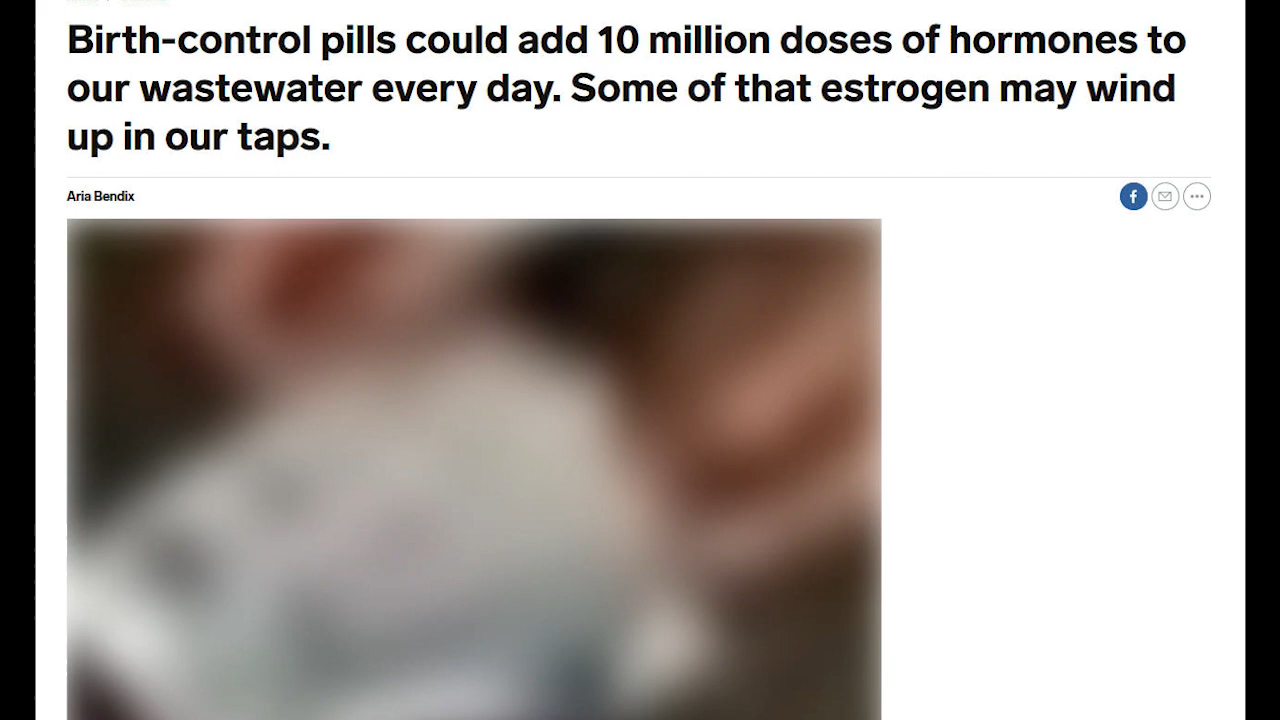 Birth-control pills could add 10 million doses of hormones to
our wastewater every day. Some of that estrogen may wind
up in our taps.
Aria Bendix